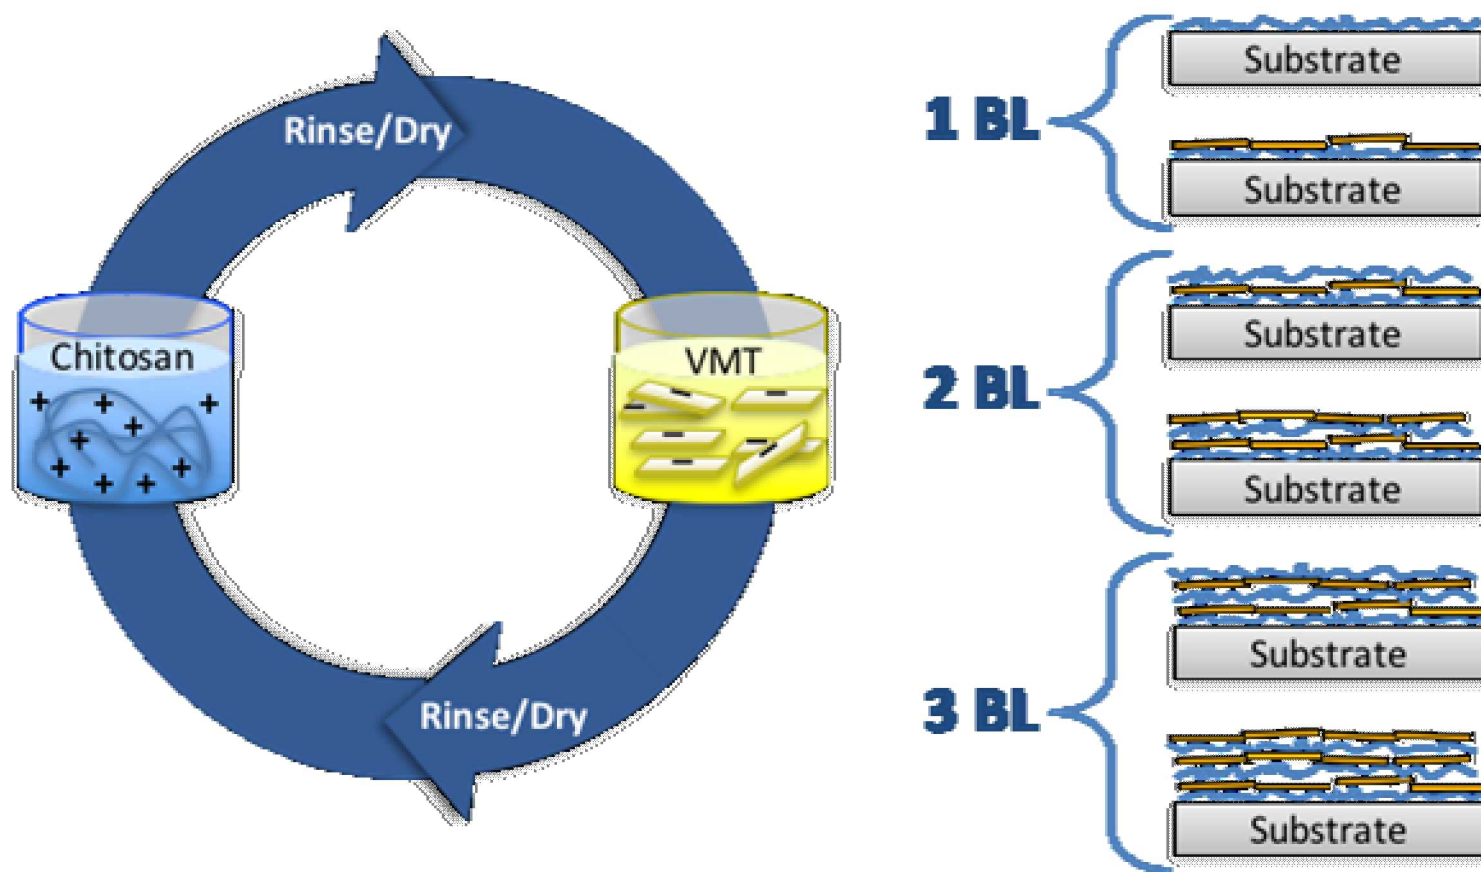 Rinse/Dry
Chitosan
+ + +
+ +
+ + + + 
VMT
− − − − − −
Rinse/Dry
1 BL
Substrate
Substrate
2 BL
Substrate
Substrate
3 BL
Substrate
Substrate